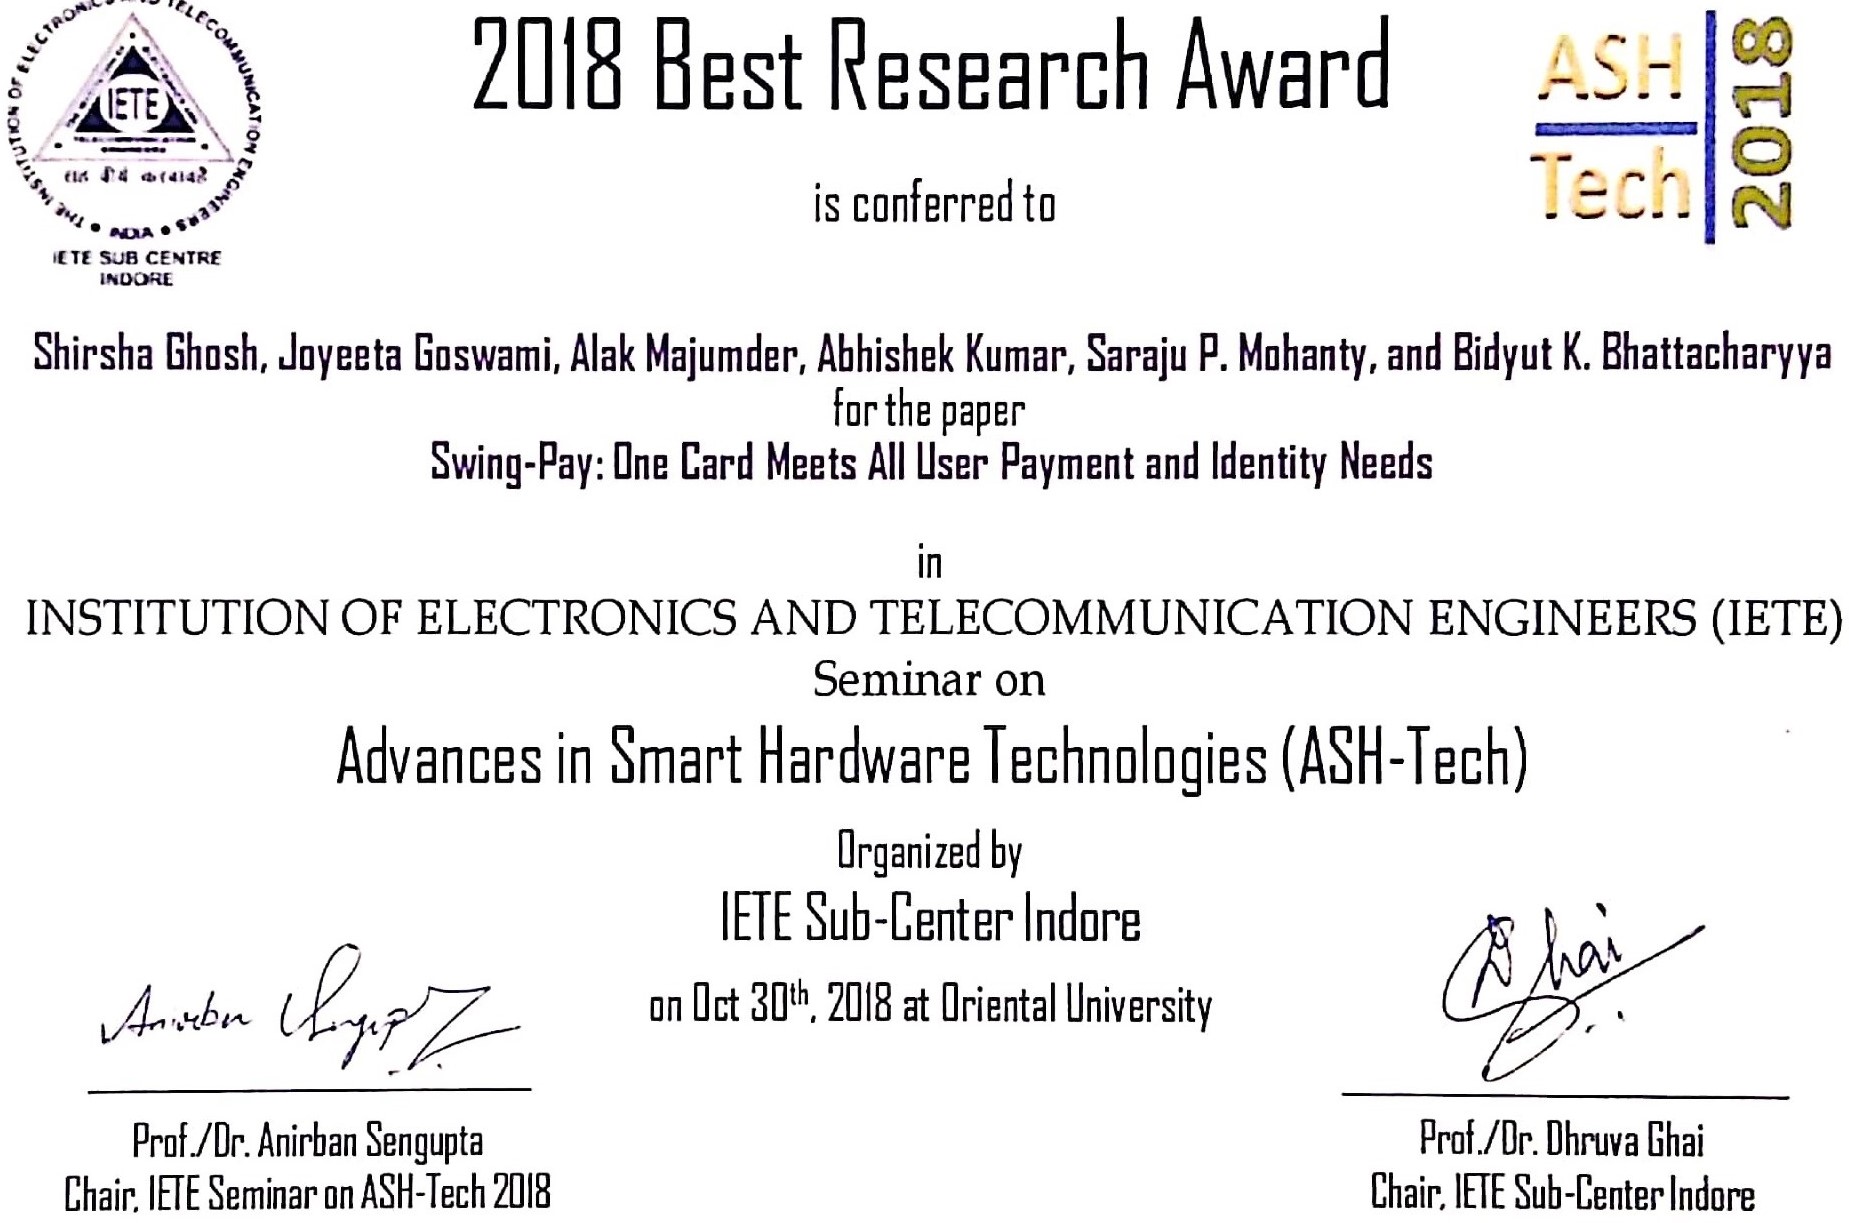 THE INSTITUTION OF ELECTRONICS AND TELECOMMUNICATION ENGINEERS
IETE
INDIA
IETE SUB CENTRE
INDORE
2018 Best Research Award
ASH
Tech
2018
is conferred to
Shirsha Ghosh, Joyeeta Goswami, Alak Majumder, Abhishek Kumar, Saraju P. Mohanty, and Bidyut K. Bhattacharyya
for the paper
Swing-Pay: One Card Meets All User Payment and Identity Needs
in
INSTITUTION OF ELECTRONICS AND TELECOMMUNICATION ENGINEERS (IETE)
Seminar on
Advances in Smart Hardware Technologies (ASH-Tech)
Organized by
IETE Sub-Center Indore
on Oct 30th, 2018 at Oriental University
Anirban Sengupta
Dhai
Prof./Dr. Anirban Sengupta
Chair, IETE Seminar on ASH-Tech 2018
Prof./Dr. Dhruva Ghai
Chair, IETE Sub-Center Indore